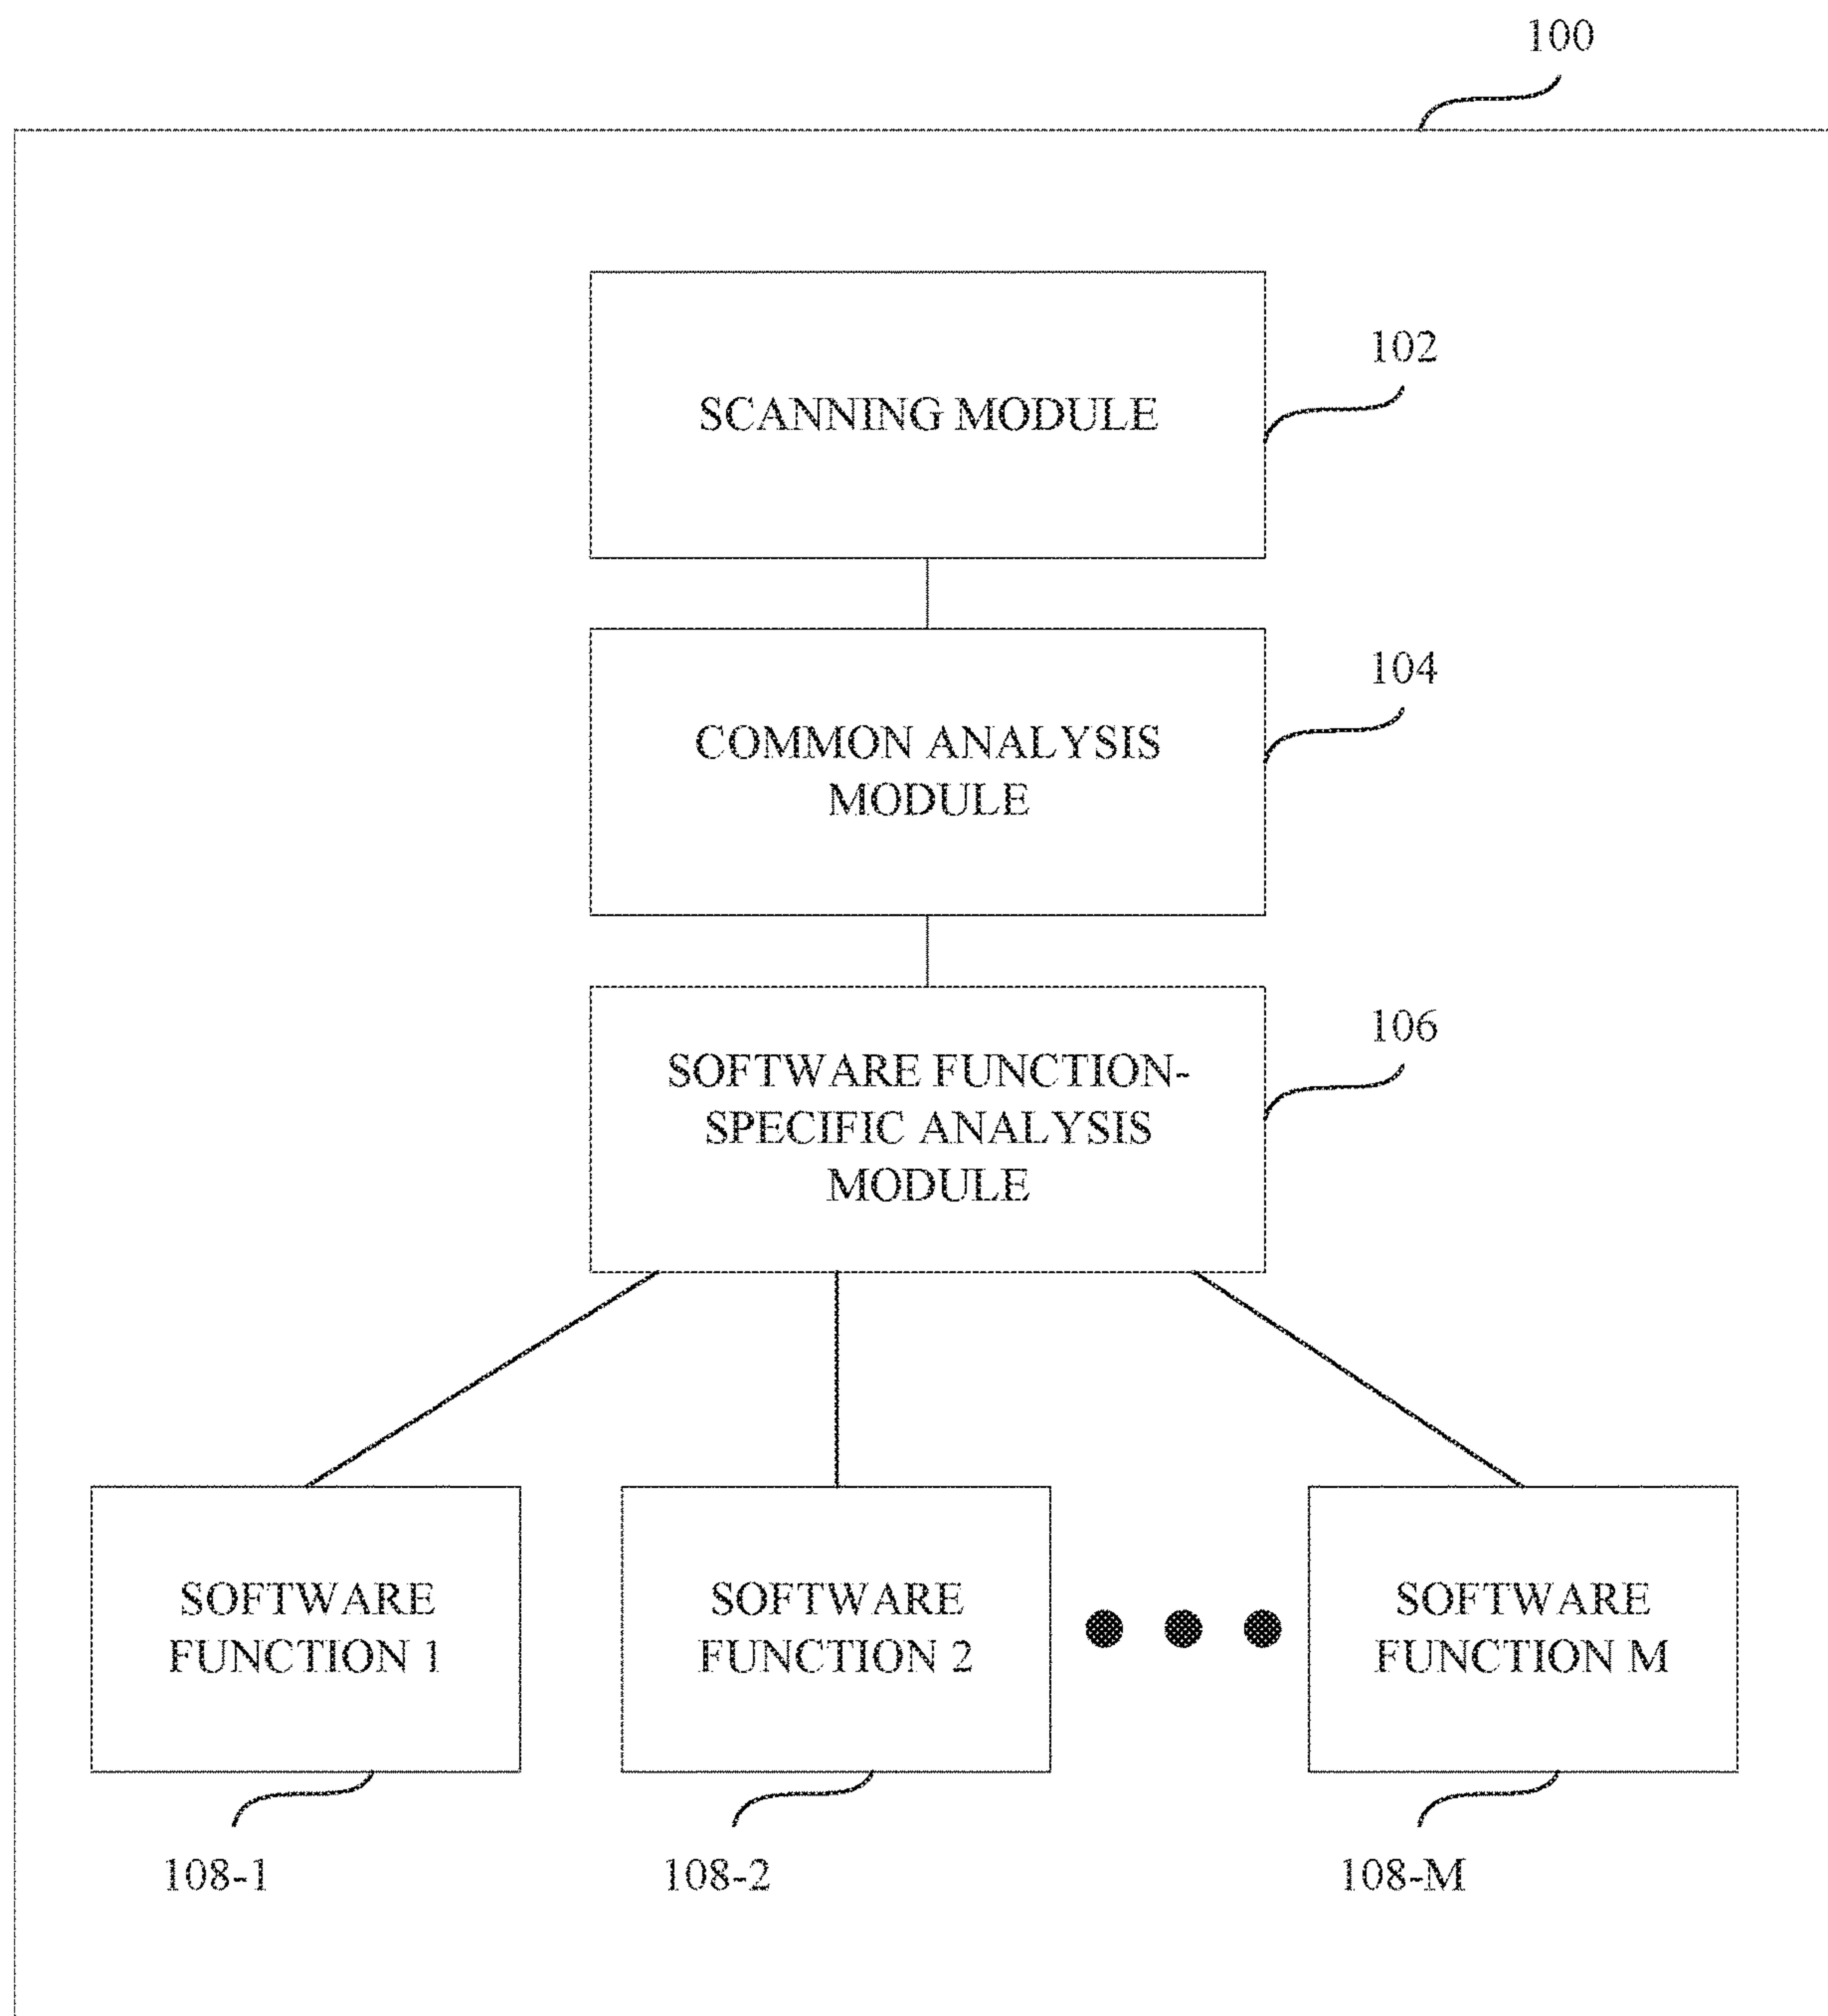 100
SCANNING MODULE
102
COMMON ANALYSIS
MODULE
104
SOFTWARE FUNCTION-
SPECIFIC ANALYSIS
MODULE
106
SOFTWARE
FUNCTION 1
SOFTWARE
FUNCTION 2
SOFTWARE
FUNCTION M
108-1
108-2
108-M